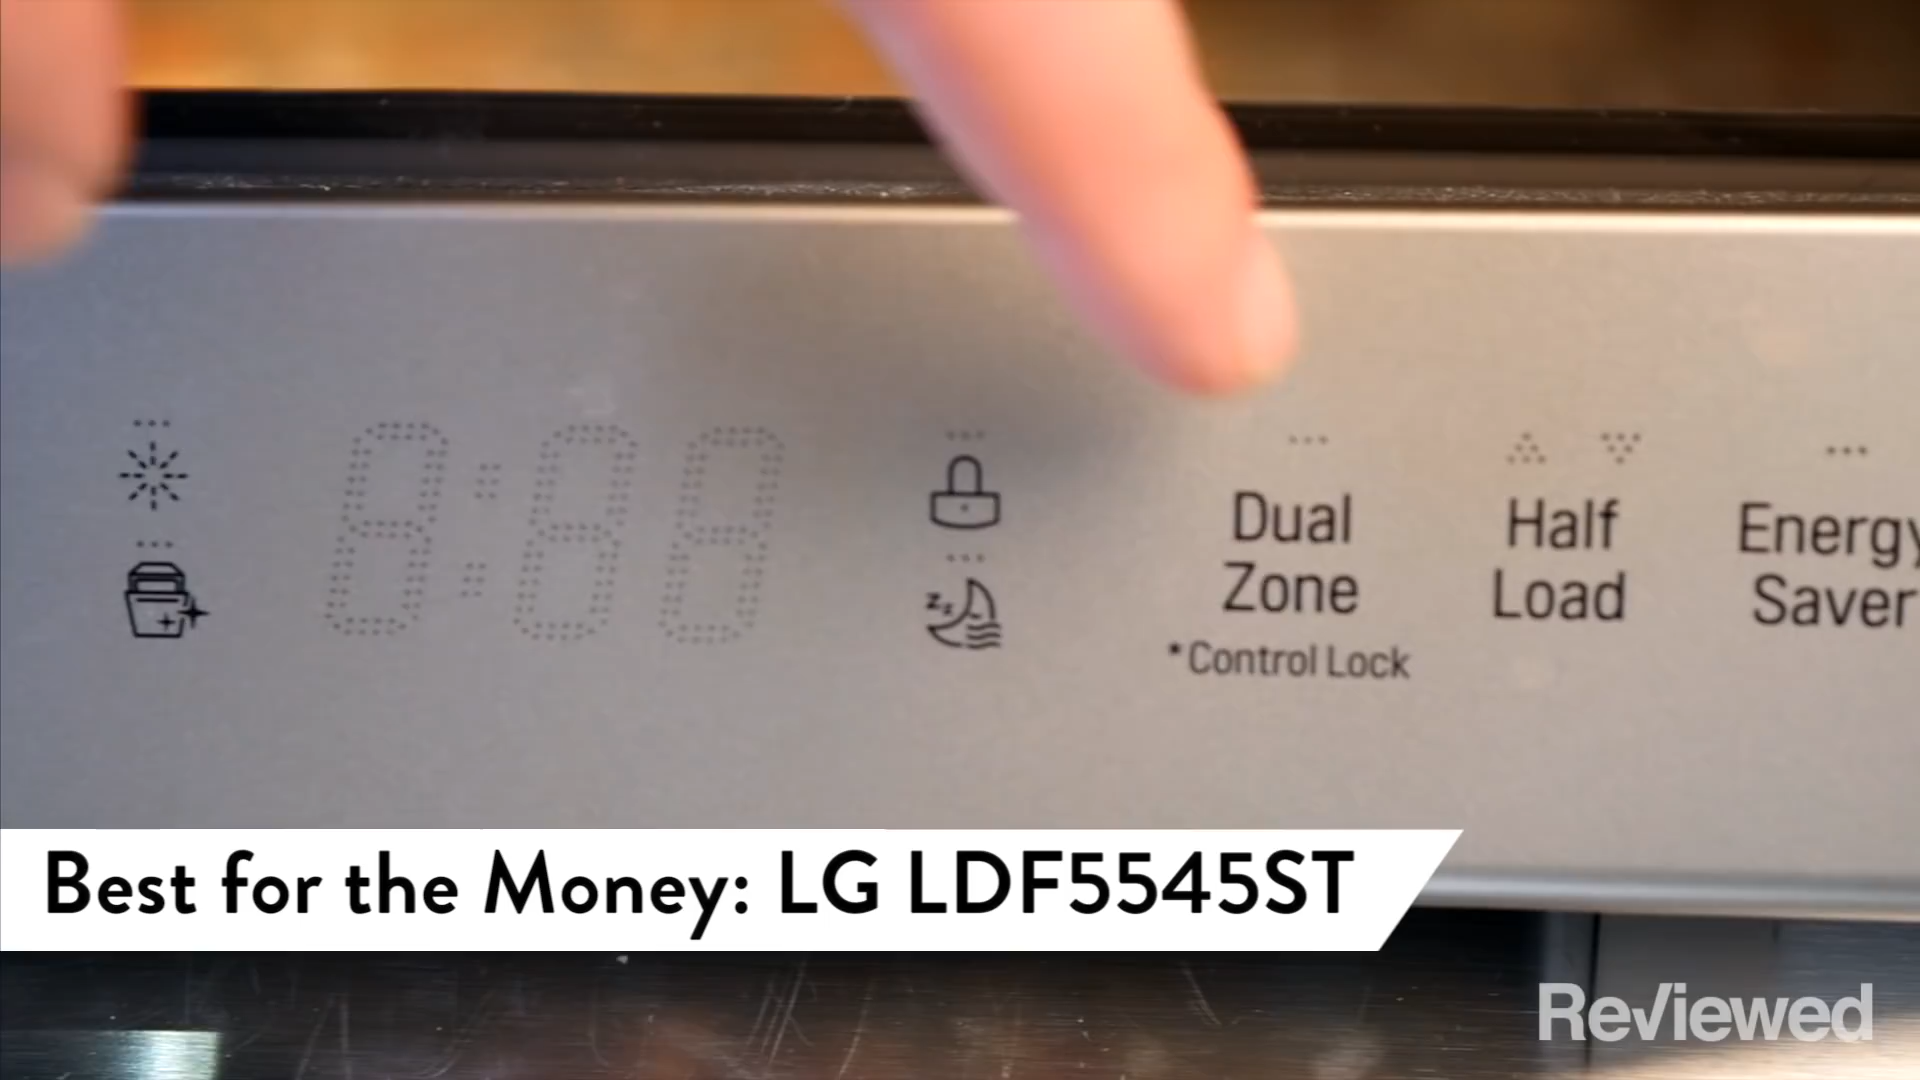 Dual
Zone
*Control Lock
Half
Load
Energy
Saver
Best for the Money: LG LDF5545ST
Reviewed